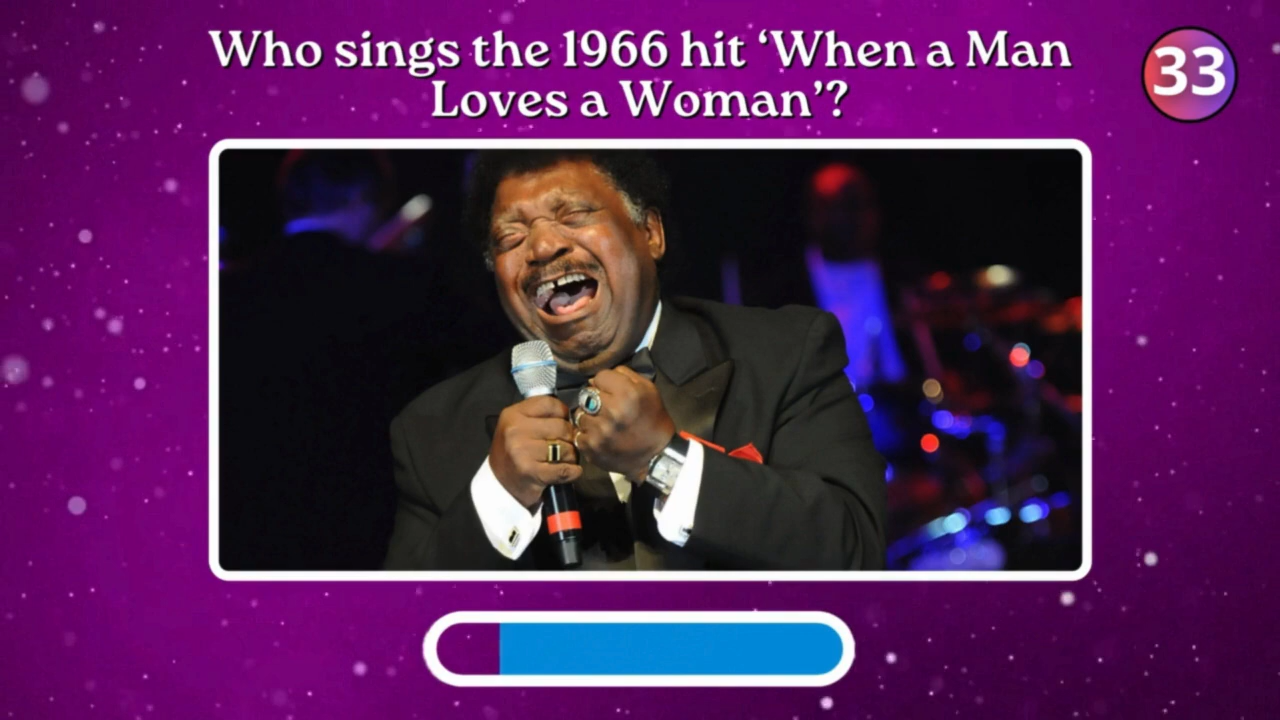 Who sings the 1966 hit ‘When a Man
Loves a Woman’?
33